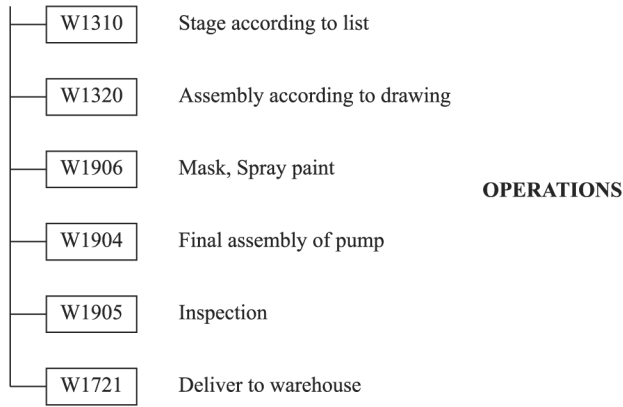 W1310 Stage according to list
W1320 Assembly according to drawing
W1906 Mask, Spray paint
OPERATIONS
W1904 Final assembly of pump
W1905 Inspection
W1721 Deliver to warehouse